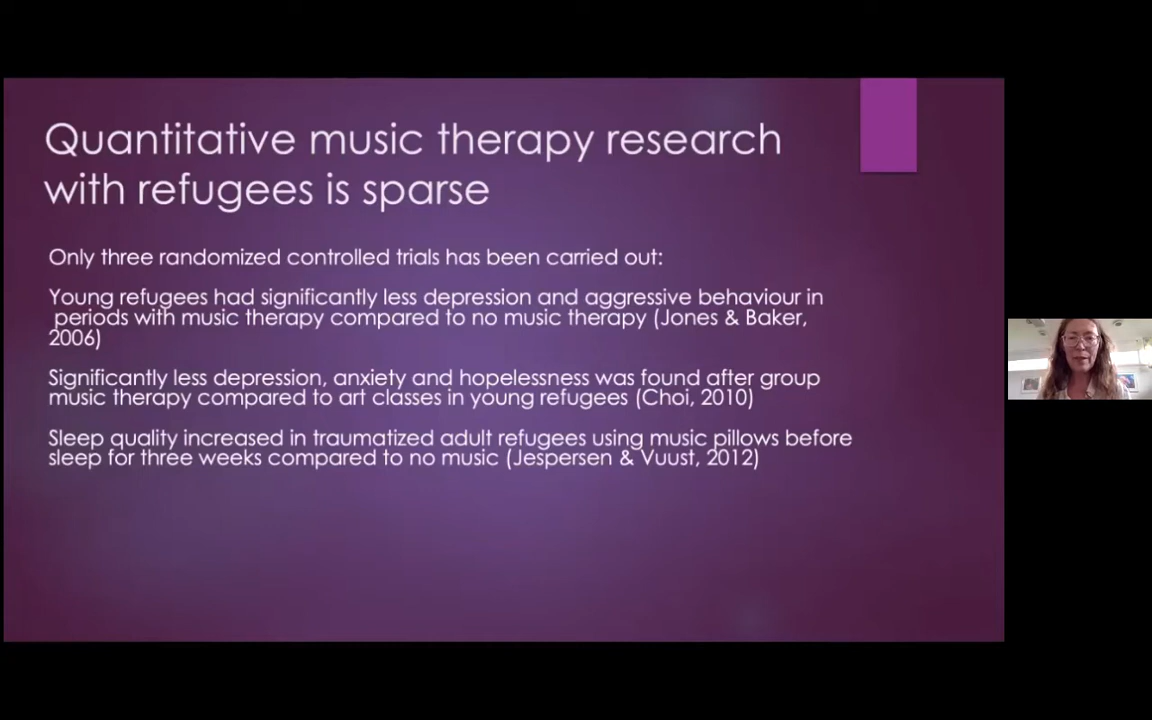 Quantitative music therapy research
with refugees is sparse
Only three randomized controlled trials has been carried out:
Young refugees had significantly less depression and aggressive behaviour in
periods with music therapy compared to no music therapy (Jones & Baker,
2006)
Significantly less depression, anxiety and hopelessness was found after group
music therapy compared to art classes in young refugees (Choi, 2010)
Sleep quality increased in traumatized adult refugees using music pillows before
sleep for three weeks compared to no music (Jespersen & Vuust, 2012)